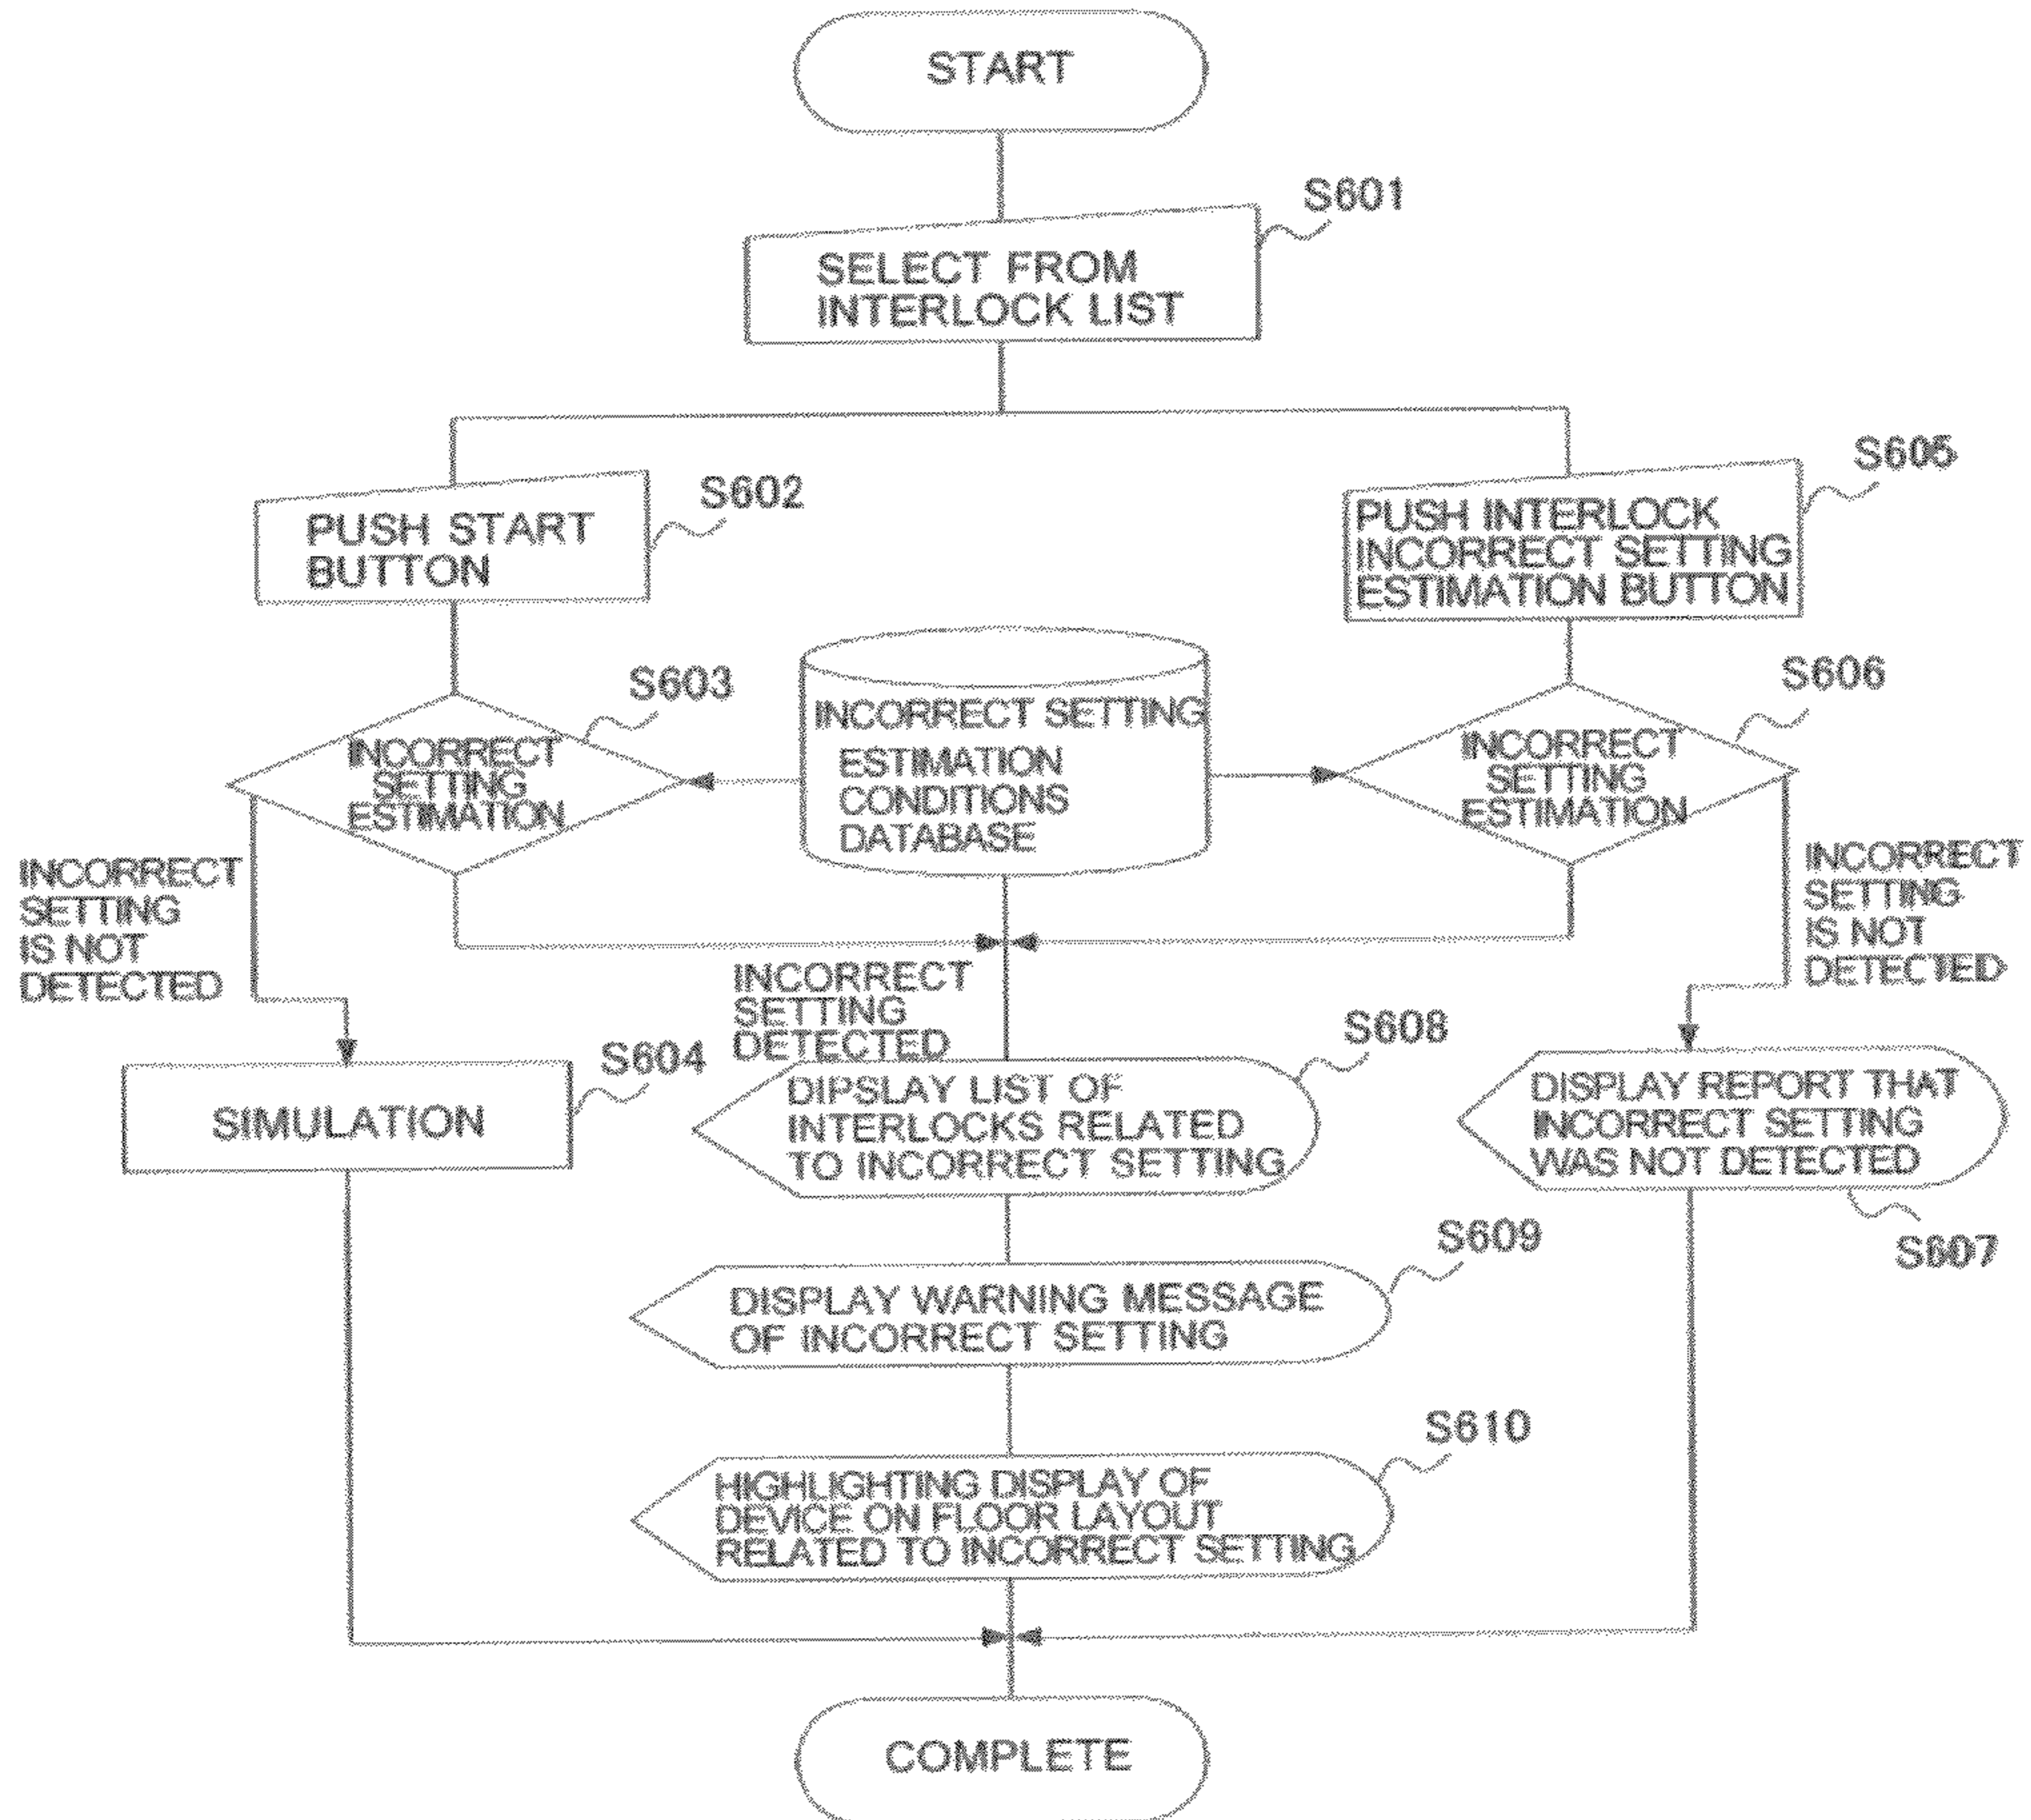 START
S601
SELECT FROM
INTERLOCK LIST
S602
PUSH START
BUTTON
S605
PUSH INTERLOCK
INCORRECT SETTING
ESTIMATION BUTTON
S603
INCORRECT
SETTING
ESTIMATION
INCORRECT SETTING
ESTIMATION
CONDITIONS
DATABASE
S606
INCORRECT
SETTING
ESTIMATION
INCORRECT
SETTING
IS NOT
DETECTED
INCORRECT
SETTING
DETECTED
INCORRECT
SETTING
IS NOT
DETECTED
S604
SIMULATION
S608
DIPSLAY LIST OF
INTERLOCKS RELATED
TO INCORRECT SETTING
DISPLAY REPORT THAT
INCORRECT SETTING
WAS NOT DETECTED
S607
S609
DISPLAY WARNING MESSAGE
OF INCORRECT SETTING
S610
HIGHLIGHTING DISPLAY OF
DEVICE ON FLOOR LAYOUT
RELATED TO INCORRECT SETTING
COMPLETE